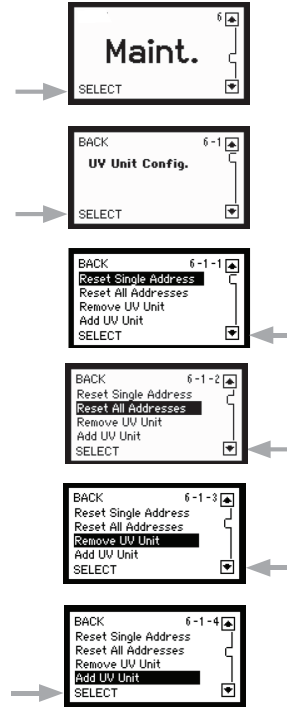 6
Maint.
SELECT
BACK 6-1
UV Unit Config.
SELECT
BACK 6-1-1
Reset Single Address
Reset All Addresses
Remove UV Unit
Add UV Unit
SELECT
BACK 6-1-2
Reset Single Address
Reset All Addresses
Remove UV Unit
Add UV Unit
SELECT
BACK 6-1-3
Reset Single Address
Reset All Addresses
Remove UV Unit
Add UV Unit
SELECT
BACK 6-1-4
Reset Single Address
Reset All Addresses
Remove UV Unit
Add UV Unit
SELECT